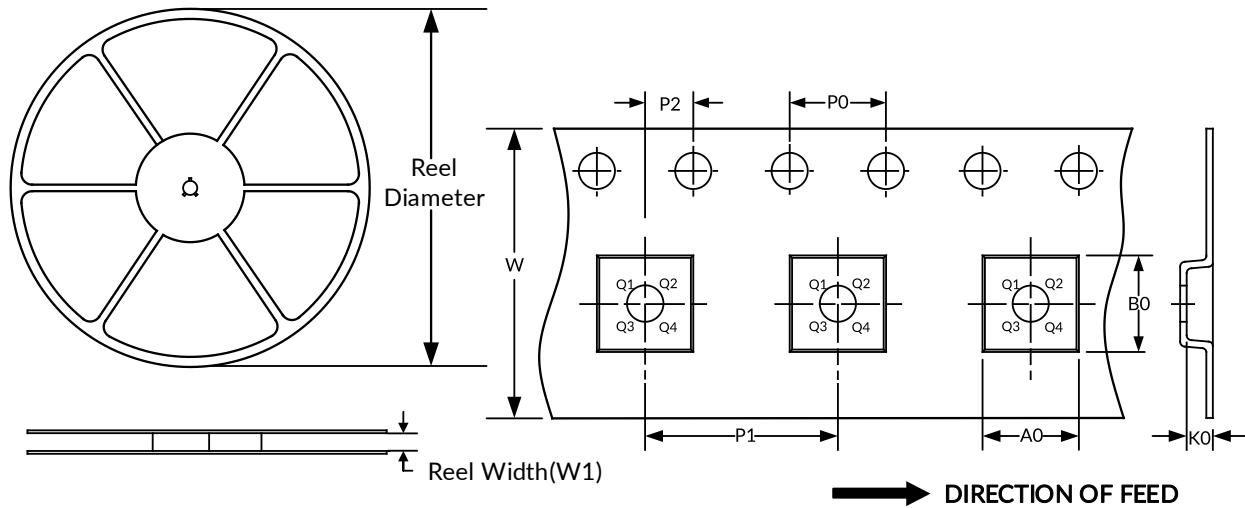 P2
P0
Reel
Diameter
W
Q1 Q2
Q3 Q4
Q1 Q2
Q3 Q4
Q1 Q2
Q3 Q4
B0
P1
A0
K0
Reel Width(W1)
DIRECTION OF FEED